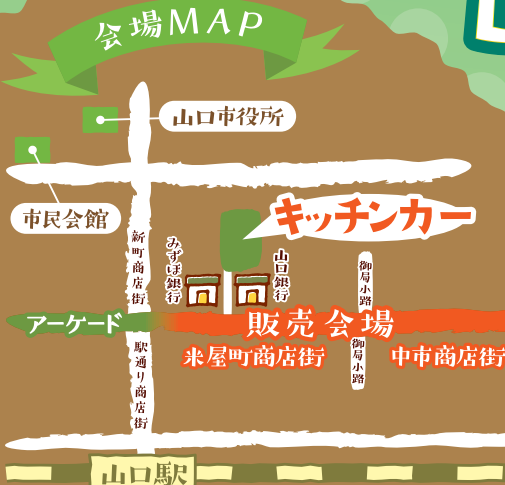 会場MAP
山口市役所
市民会館
キッチンカー
新町商店街
みずほ銀行
山口銀行
御局小路
アーケード
販売会場
米屋町商店街
中市商店街
駅通り商店街
御局小路
山口駅